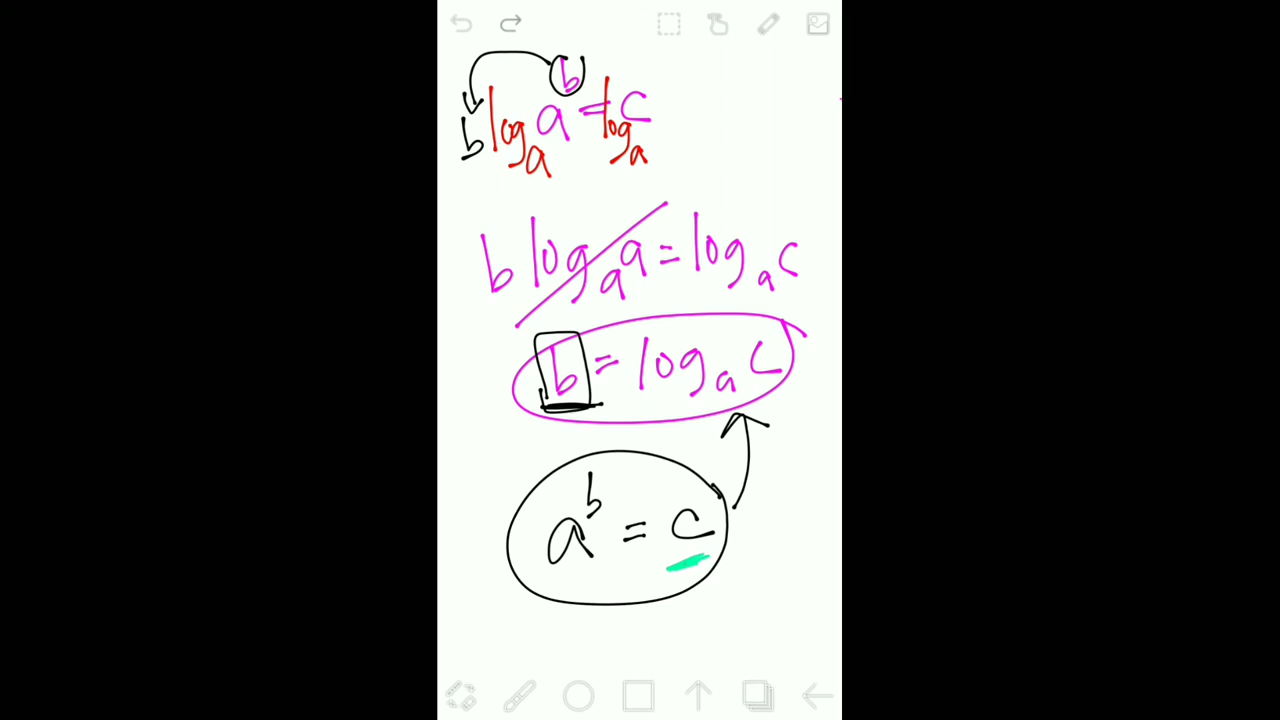 b log_a a^b = log_a c
b log_a a = log_a c
b = log_a c
a^b = c